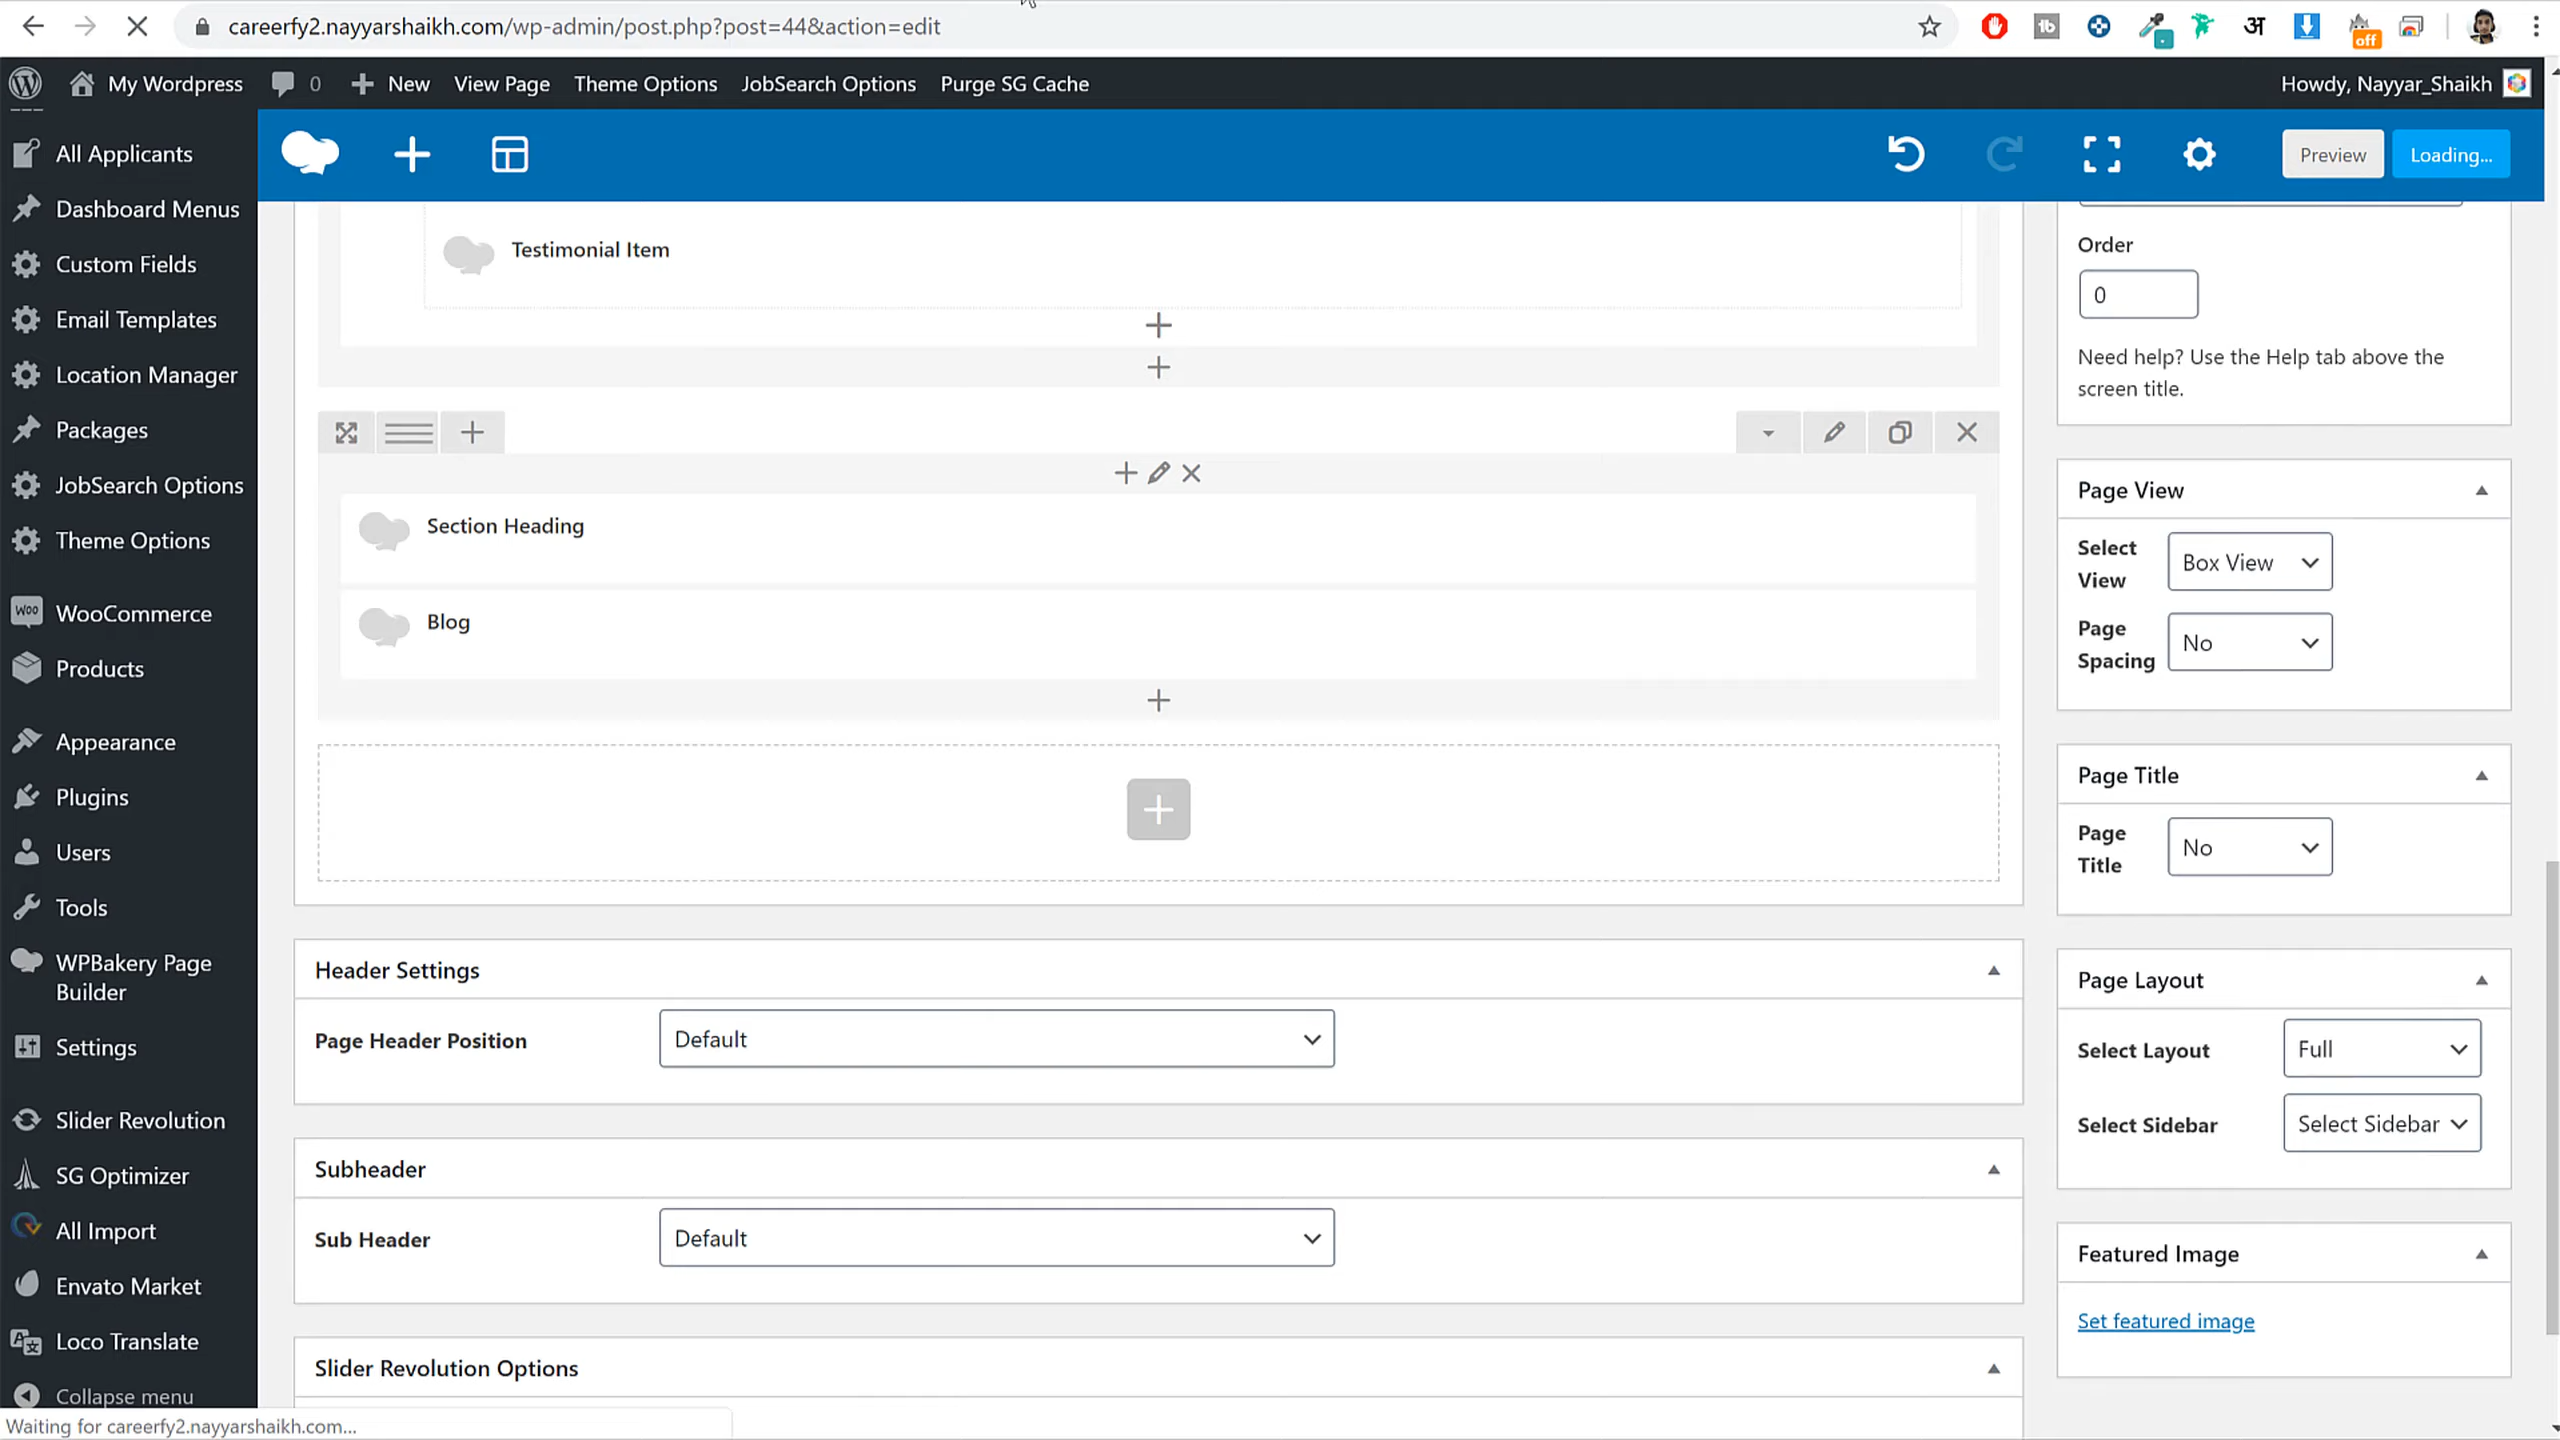 careerfy2.nayyarshaikh.com/wp-admin/post.php?post=44&action=edit
off
My Wordpress
0
New
View Page
Theme Options
JobSearch Options
Purge SG Cache
Howdy, Nayyar_Shaikh
All Applicants
Dashboard Menus
Custom Fields
Email Templates
Location Manager
Packages
JobSearch Options
Theme Options
WOO
WooCommerce
Products
Appearance
Plugins
Users
Tools
WPBakery Page
Builder
Settings
Slider Revolution
SG Optimizer
All Import
Envato Market
Loco Translate
Collapse menu
Preview
Loading...
Testimonial Item
Section Heading
Blog
Header Settings
Page Header Position
Default
Subheader
Sub Header
Default
Slider Revolution Options
Order
0
Need help? Use the Help tab above the
screen title.
Page View
Select
View
Box View
Page
Spacing
No
Page Title
Page
Title
No
Page Layout
Select Layout
Full
Select Sidebar
Select Sidebar
Featured Image
Set featured image
Waiting for careerfy2.nayyarshaikh.com...